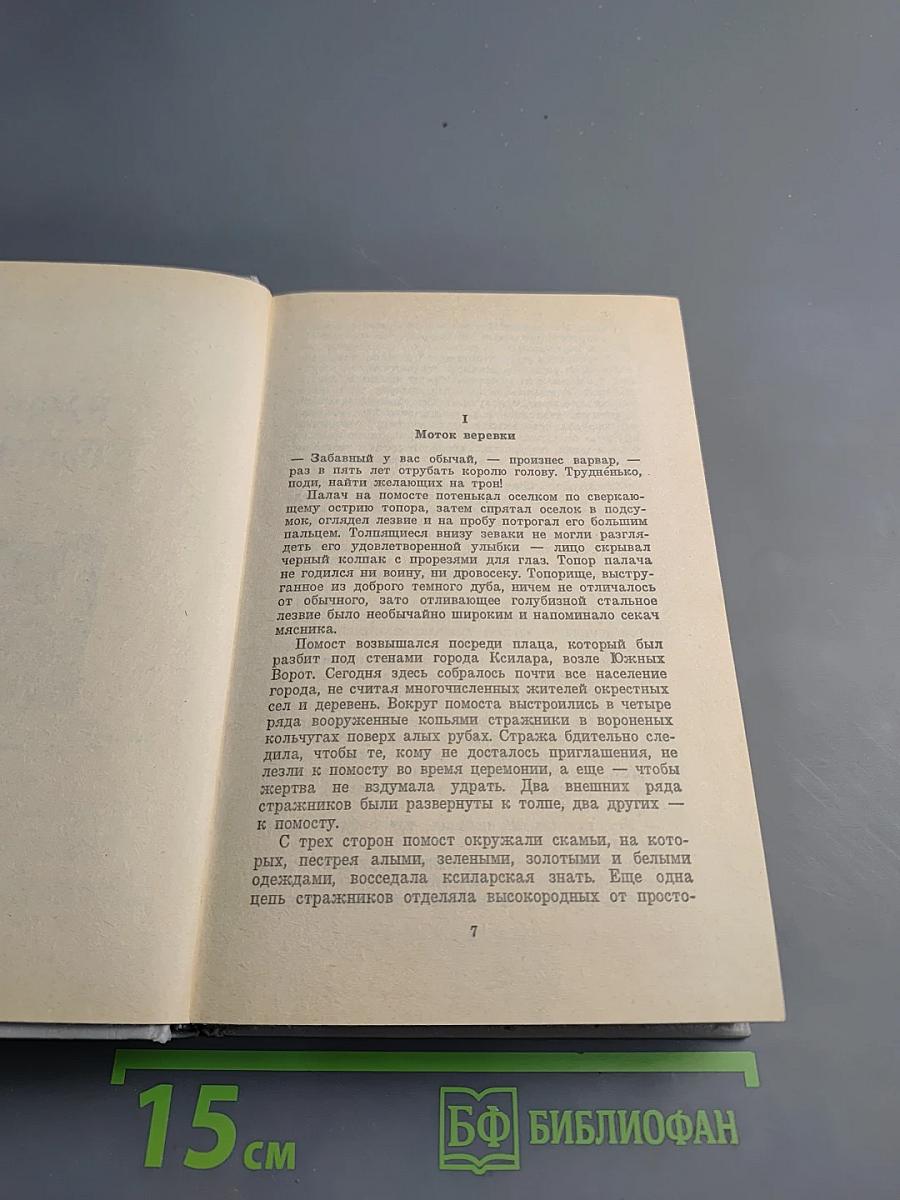 I
Моток веревки
— Забавный у вас обычай, — произнес варвар, —
раз в пять лет отрубать королю голову. Трудненько,
поди, найти желающих на трон!
Палач на помосте потенькал оселком по сверкаю-
щему острию топора, затем спрятал оселок в подсу-
мок, оглядел лезвие и на пробу потрогал его большим
пальцем. Толпящиеся внизу зеваки не могли разгля-
деть его удовлетворенной улыбки — лицо скрывал
черный колпак с прорезями для глаз. Топор палача
не годился ни воину, ни дровосеку. Топорище, выстру-
ганное из доброго темного дуба, ничем не отличалось
от обычного, зато отливающее голубизной стальное
лезвие было необычайно широким и напоминало секач
мясника.
Помост возвышался посреди плаца, который был
разбит под стенами города Ксилара, возле Южных
Ворот. Сегодня здесь собралось почти все население
города, не считая многочисленных жителей окрестных
сел и деревень. Вокруг помоста выстроились в четыре
ряда вооруженные копьями стражники в вороненых
кольчугах поверх алых рубах. Стража бдительно сле-
дила, чтобы те, кому не досталось приглашения, не
лезли к помосту во время церемонии, а еще — чтобы
жертва не вздумала удрать. Два внешних ряда
стражников были развернуты к толпе, два других —
к помосту.
С трех сторон помост окружали скамьи, на кото-
рых, пестрея алыми, зелеными, золотыми и белыми
одеждами, восседала ксиларская знать. Еще одна
цепь стражников отделяла высокородных от просто-
7
15 см
БФ БИБЛИОФАН